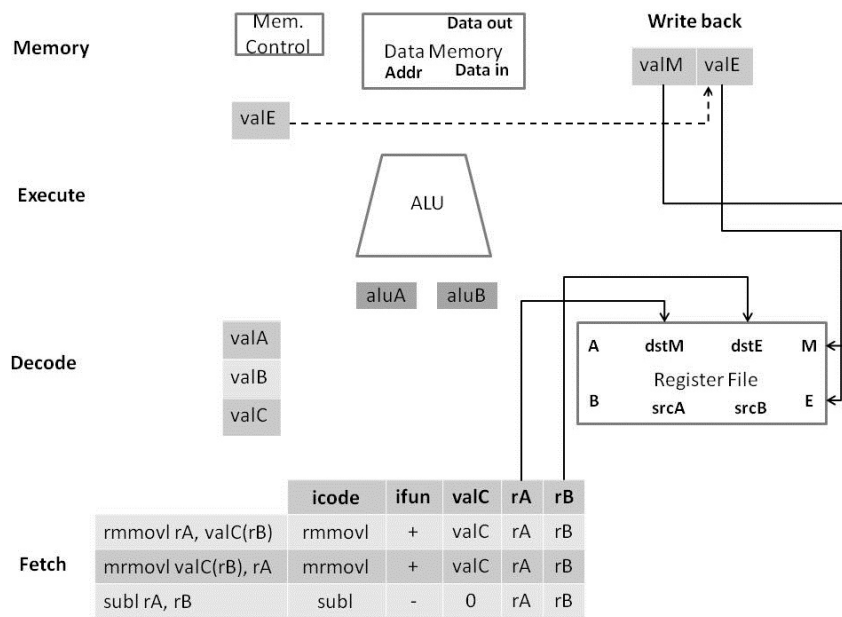 Memory
Mem.
Control
Data out
Data Memory
Addr Data in
Write back
valM valE
valE
Execute
ALU
aluA aluB
Decode
valA
valB
valC
A dstM dstE M
Register File
B srcA srcB E
icode ifun valC rA rB
rmmovl rA, valC(rB) rmmovl + valC rA rB
Fetch
mrmovl valC(rB), rA mrmovl + valC rA rB
subl rA, rB subl - 0 rA rB